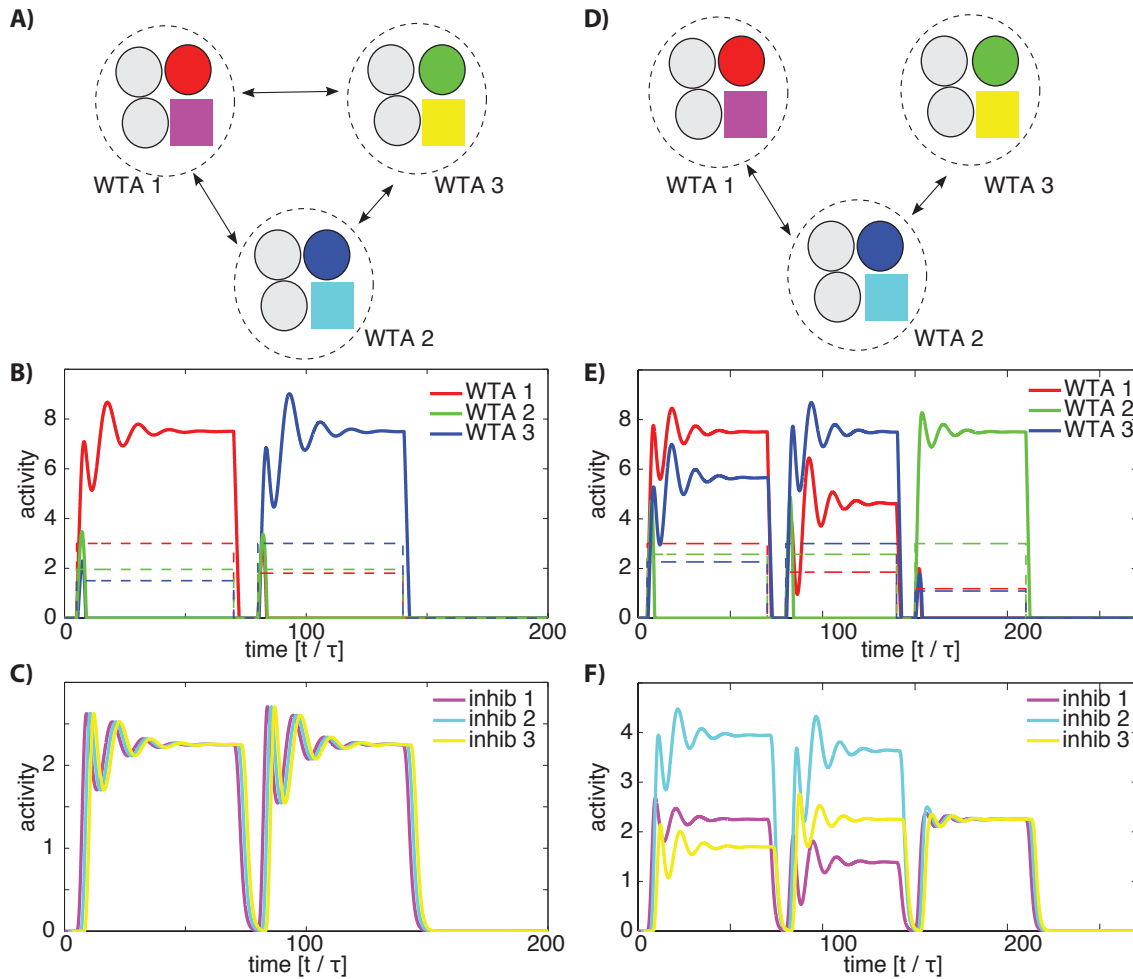 A)
WTA 1
WTA 3
WTA 2
D)
WTA 1
WTA 3
WTA 2
B)
WTA 1
WTA 2
WTA 3
8
6
4
2
0
activity
0
100
200
time [t / τ]
E)
WTA 1
WTA 2
WTA 3
8
6
4
2
0
activity
0
100
200
time [t / τ]
C)
inhib 1
inhib 2
inhib 3
2
1
0
activity
0
100
200
time [t / τ]
F)
inhib 1
inhib 2
inhib 3
4
3
2
1
0
activity
0
100
200
time [t / τ]